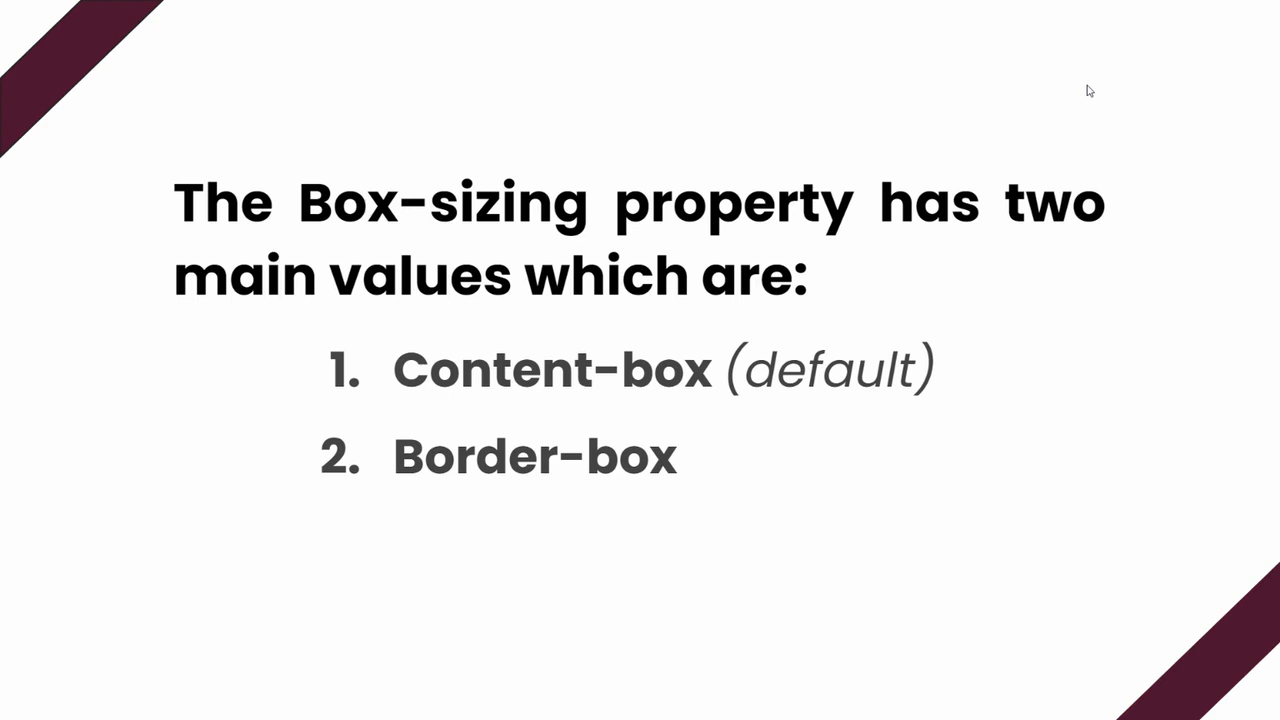 The Box-sizing property has two
main values which are:
1. Content-box (default)
2. Border-box